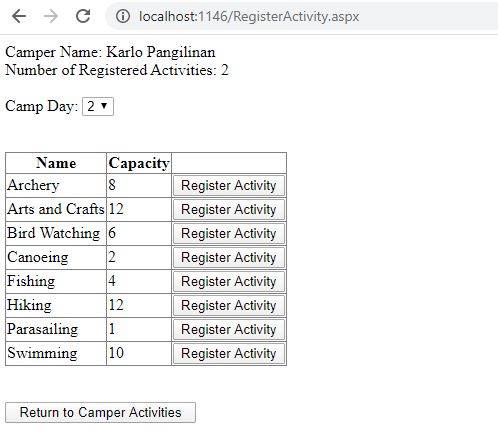 localhost:1146/RegisterActivity.aspx
Camper Name: Karlo Pangilinan
Number of Registered Activities: 2
Camp Day: 2
Name Capacity
Archery 8 Register Activity
Arts and Crafts 12 Register Activity
Bird Watching 6 Register Activity
Canoeing 2 Register Activity
Fishing 4 Register Activity
Hiking 12 Register Activity
Parasailing 1 Register Activity
Swimming 10 Register Activity
Return to Camper Activities